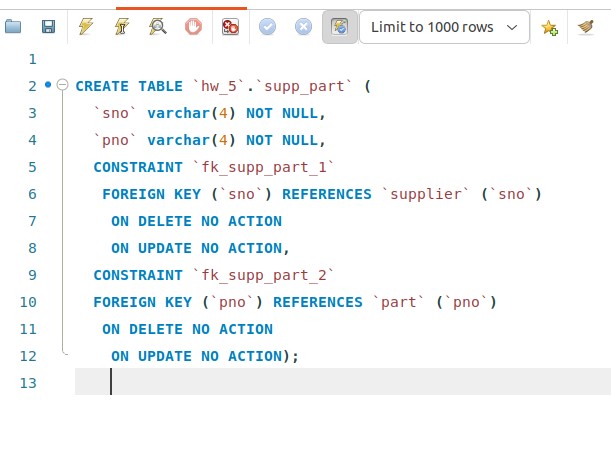 Limit to 1000 rows
1
2 CREATE TABLE `hw_5`.`supp_part` (
3 `sno` varchar(4) NOT NULL,
4 `pno` varchar(4) NOT NULL,
5 CONSTRAINT `fk_supp_part_1`
6 FOREIGN KEY (`sno`) REFERENCES `supplier` (`sno`)
7 ON DELETE NO ACTION
8 ON UPDATE NO ACTION,
9 CONSTRAINT `fk_supp_part_2`
10 FOREIGN KEY (`pno`) REFERENCES `part` (`pno`)
11 ON DELETE NO ACTION
12 ON UPDATE NO ACTION);
13